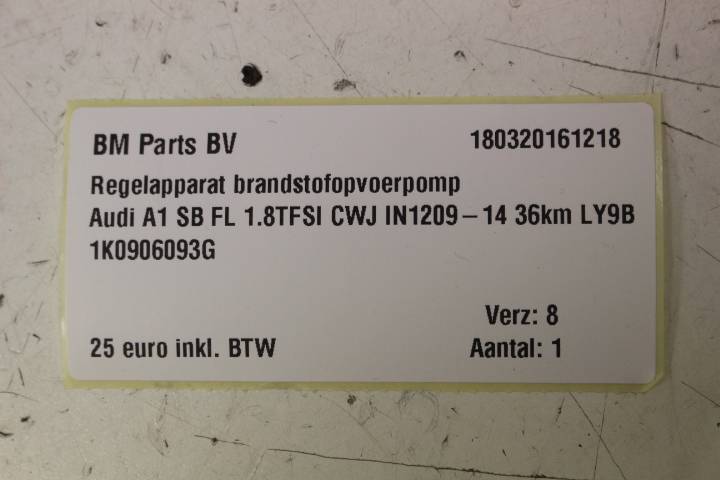 BM Parts BV 180320161218
Regelapparat brandstofopvoerpomp
Audi A1 SB FL 1.8TFSI CWJ IN1209-14 36km LY9B
1K0906093G
Verz: 8
25 euro inkl. BTW Aantal: 1